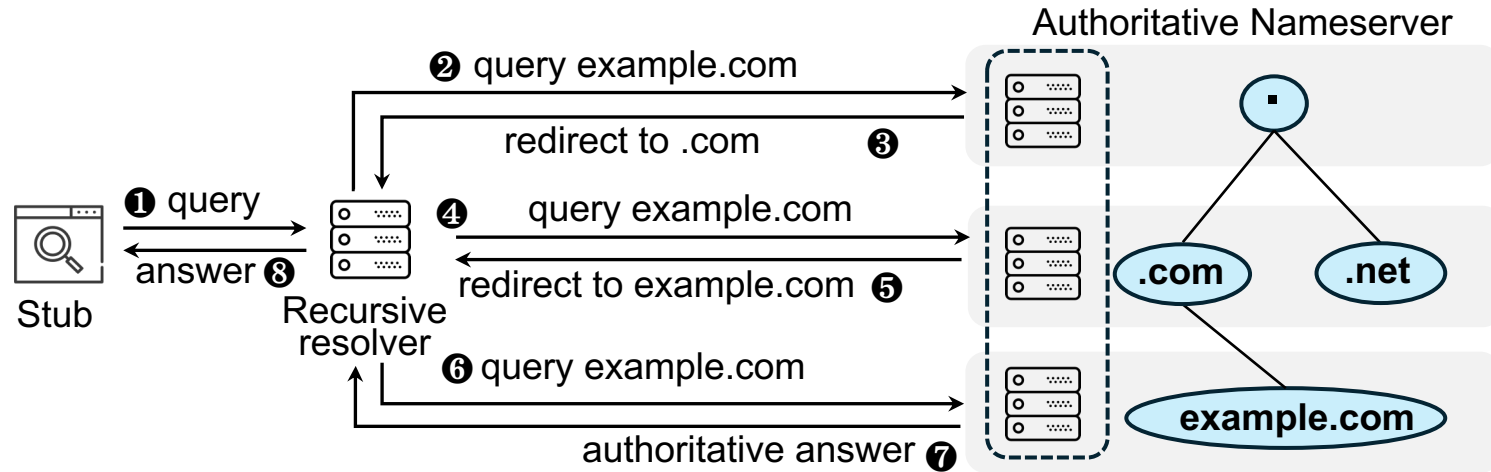 Authoritative Nameserver
❷ query example.com
redirect to .com ❸
.
❶ query
answer ❽
Stub
Recursive
resolver
❹ query example.com
redirect to example.com ❺
.com
.net
❻ query example.com
authoritative answer ❼
example.com